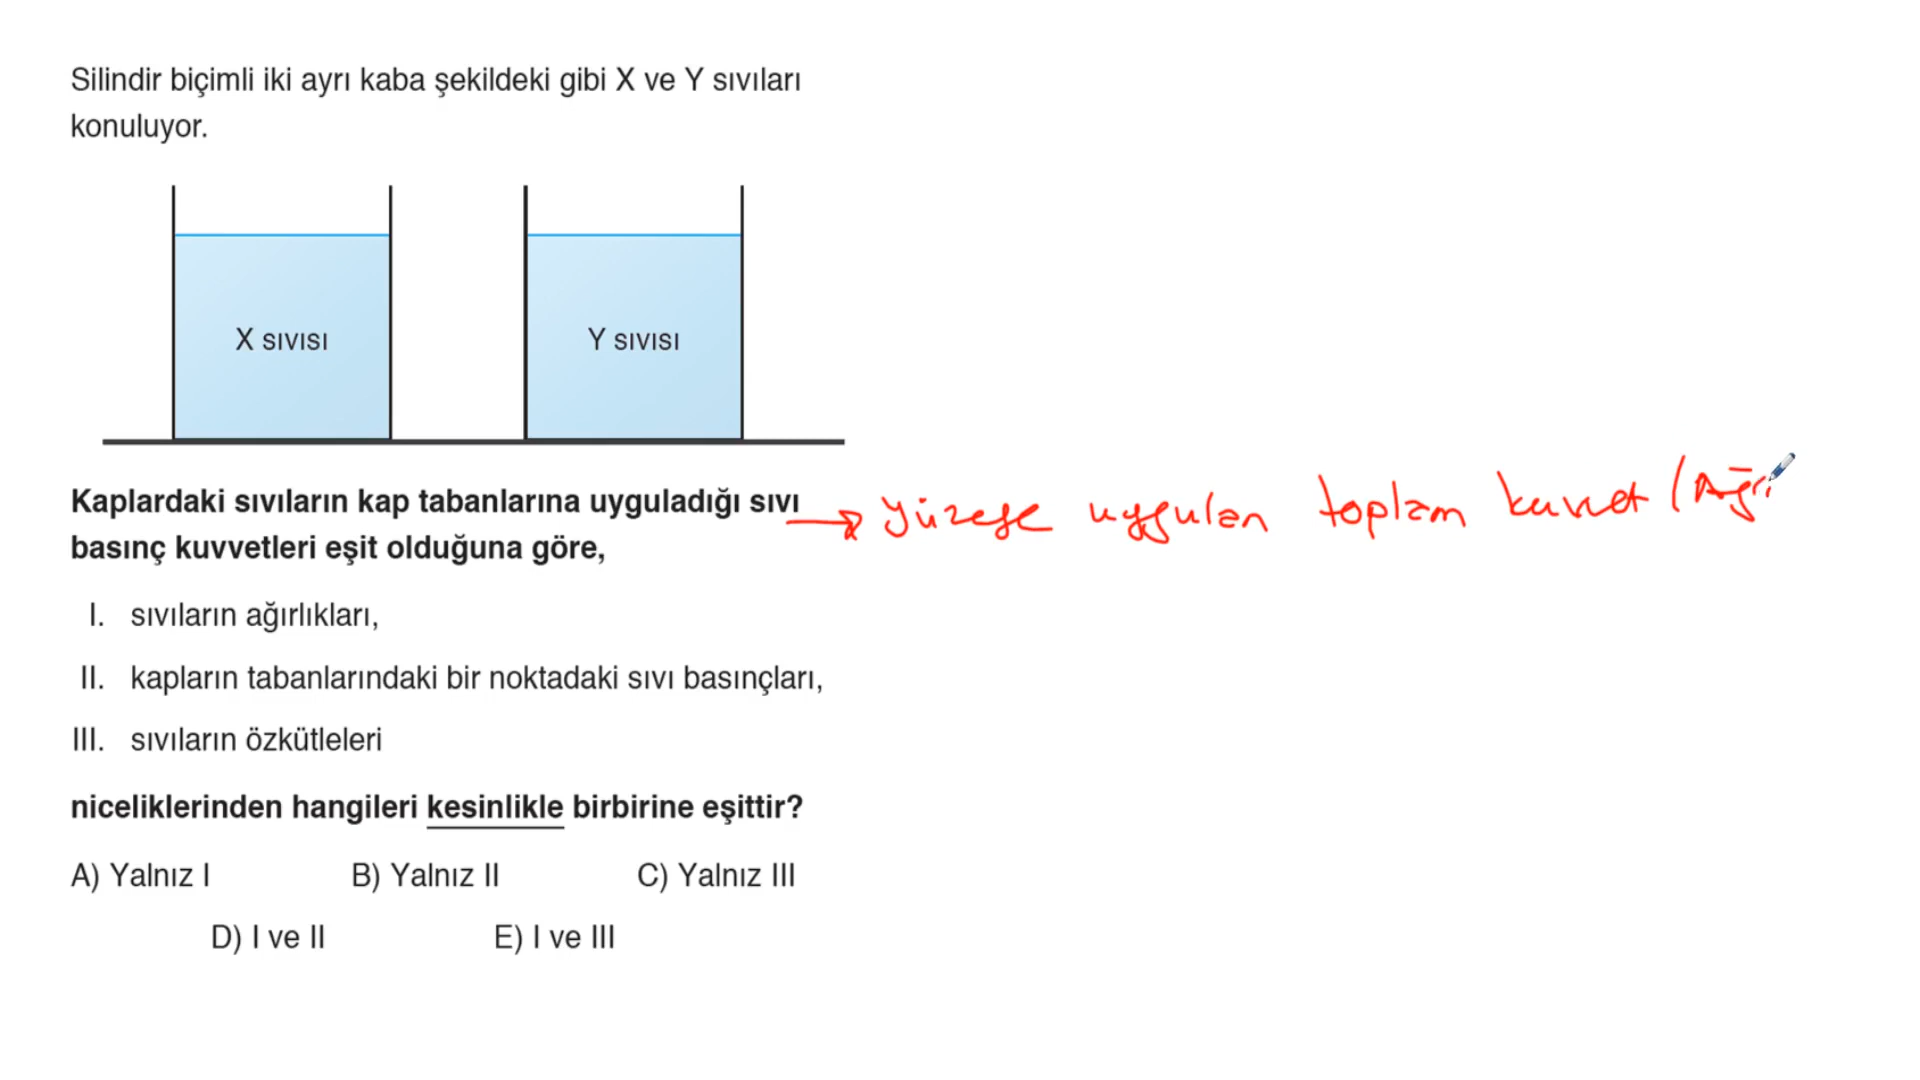 Silindir biçimli iki ayrı kaba şekildeki gibi X ve Y sıvıları
konuluyor.
X sıvısı
Y sıvısı
Kaplardaki sıvıların kap tabanlarına uyguladığı sıvı
basınç kuvvetleri eşit olduğuna göre,
yüzeye uygulan toplam kuvvet (Ağı
I. sıvıların ağırlıkları,
II. kapların tabanlarındaki bir noktadaki sıvı basınçları,
III. sıvıların özkütleleri
niceliklerinden hangileri kesinlikle birbirine eşittir?
A) Yalnız I
B) Yalnız II
C) Yalnız III
D) I ve II
E) I ve III